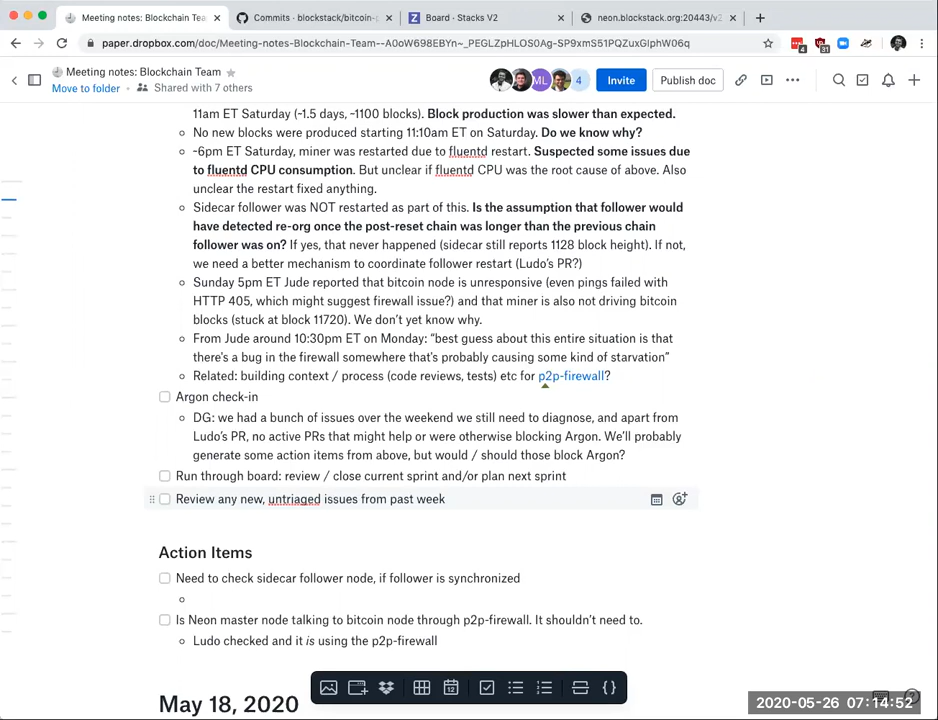 Meeting notes: Blockchain Tea
Commits · blockstack/bitcoin-p
Board - Stacks V2
neon.blockstack.org:20443/v2
paper.dropbox.com/doc/Meeting-notes-Blockchain-Team--A0oW698EBYn~_PEGLZpHLOS0Ag-SP9xmS51PQZuxGlphW06q
4
31
Meeting notes: Blockchain Team
Move to folder
Shared with 7 others
ML
4
Invite
Publish doc
11am ET Saturday (~1.5 days, ~1100 blocks). Block production was slower than expected.
No new blocks were produced starting 11:10am ET on Saturday. Do we know why?
~6pm ET Saturday, miner was restarted due to fluentd restart. Suspected some issues due
to fluentd CPU consumption. But unclear if fluentd CPU was the root cause of above. Also
unclear the restart fixed anything.
Sidecar follower was NOT restarted as part of this. Is the assumption that follower would
have detected re-org once the post-reset chain was longer than the previous chain
follower was on? If yes, that never happened (sidecar still reports 1128 block height). If not,
we need a better mechanism to coordinate follower restart (Ludo’s PR?)
Sunday 5pm ET Jude reported that bitcoin node is unresponsive (even pings failed with
HTTP 405, which might suggest firewall issue?) and that miner is also not driving bitcoin
blocks (stuck at block 11720). We don’t yet know why.
From Jude around 10:30pm ET on Monday: “best guess about this entire situation is that
there's a bug in the firewall somewhere that's probably causing some kind of starvation”
Related: building context / process (code reviews, tests) etc for p2p-firewall?
Argon check-in
DG: we had a bunch of issues over the weekend we still need to diagnose, and apart from
Ludo’s PR, no active PRs that might help or were otherwise blocking Argon. We’ll probably
generate some action items from above, but would / should those block Argon?
Run through board: review / close current sprint and/or plan next sprint
Review any new, untriaged issues from past week
Action Items
Need to check sidecar follower node, if follower is synchronized
Is Neon master node talking to bitcoin node through p2p-firewall. It shouldn’t need to.
Ludo checked and it is using the p2p-firewall
May 18, 2020
12
2020-05-26 07:14:52